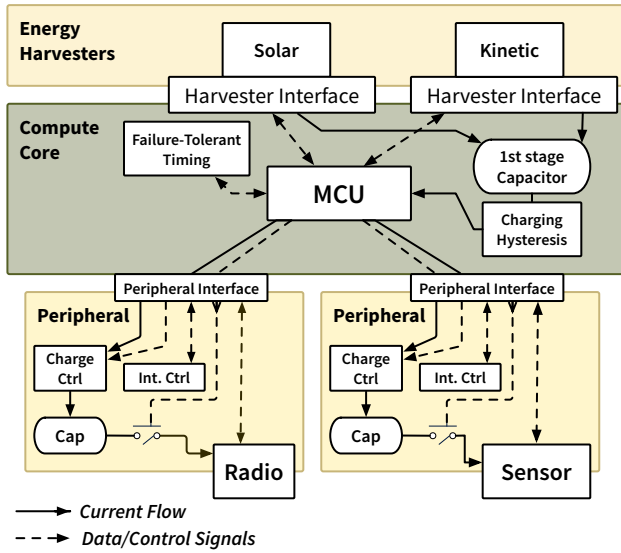 Energy
Harvesters
Solar
Kinetic
Harvester Interface
Harvester Interface
Compute
Core
Failure-Tolerant
Timing
1st stage
Capacitor
MCU
Charging
Hysteresis
Peripheral Interface
Peripheral Interface
Peripheral
Peripheral
Charge
Ctrl
Int. Ctrl
Charge
Ctrl
Int. Ctrl
Cap
Cap
Radio
Sensor
Current Flow
Data/Control Signals